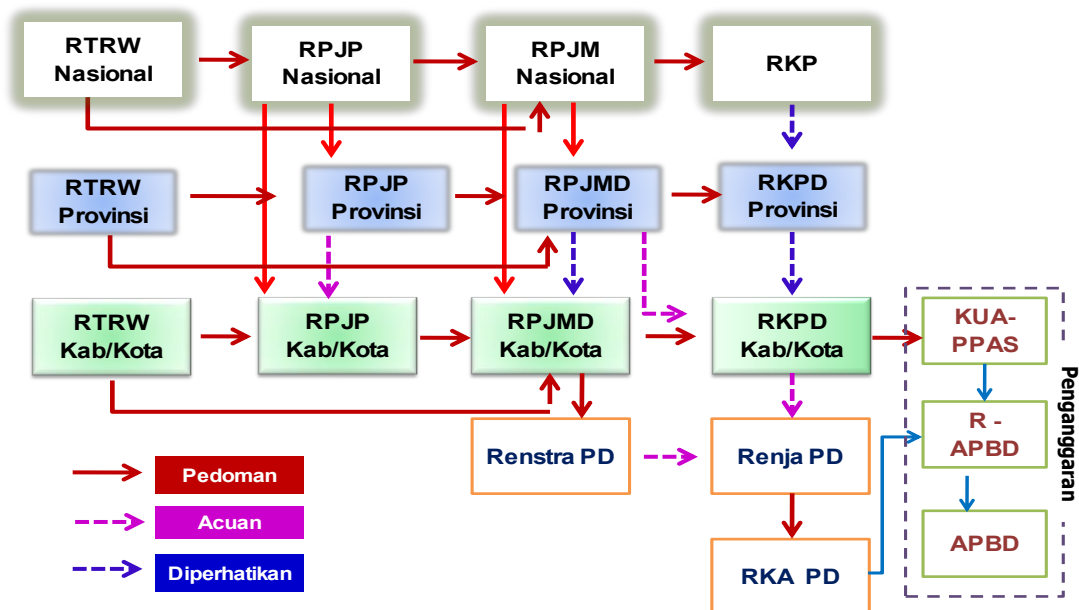 RTRW
Nasional
RPJP
Nasional
RPJM
Nasional
RKP
RTRW
Provinsi
RPJP
Provinsi
RPJMD
Provinsi
RKPD
Provinsi
RTRW
Kab/Kota
RPJP
Kab/Kota
RPJMD
Kab/Kota
RKPD
Kab/Kota
KUA-
PPAS
Penganggaran
Renstra PD
Renja PD
R -
APBD
RKA PD
APBD
Pedoman
Acuan
Diperhatikan